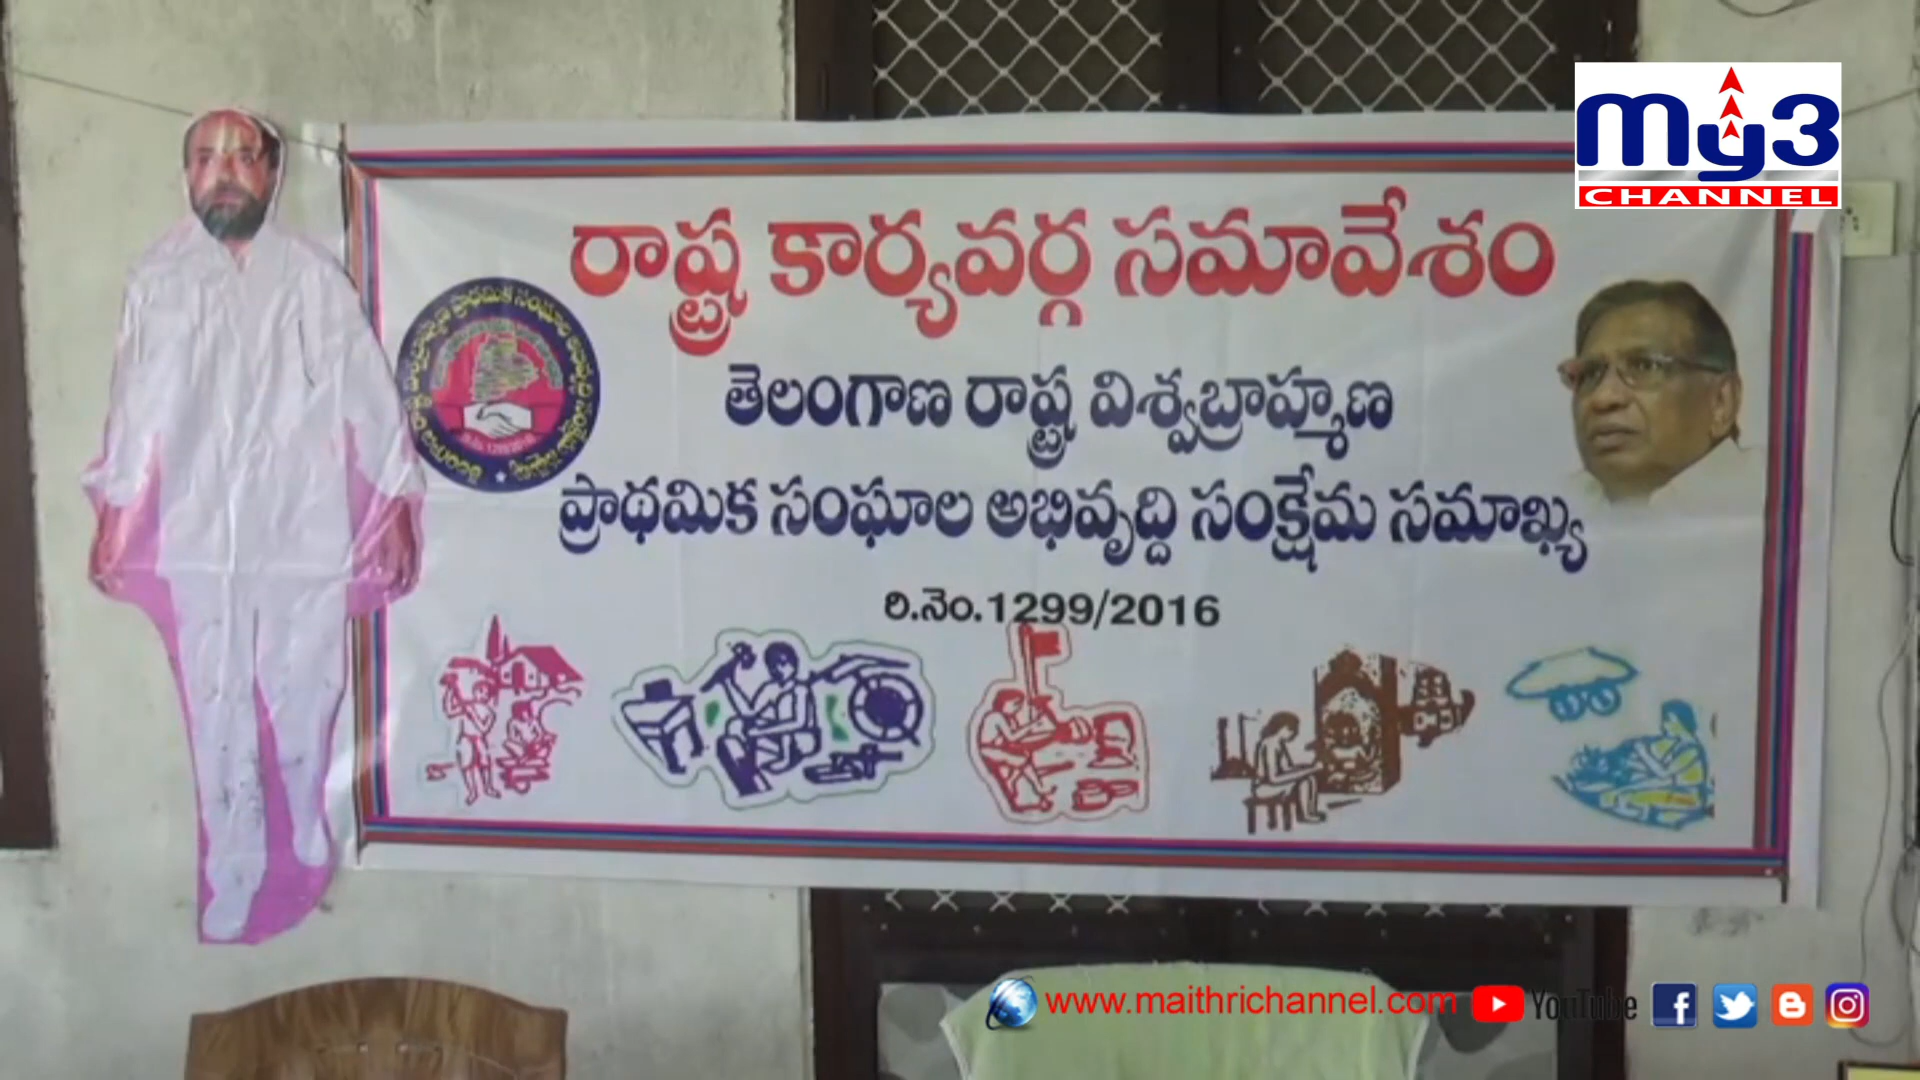 my3
CHANNEL
రాష్ట్ర కార్యవర్గ సమావేశం
తెలంగాణ రాష్ట్ర విశ్వబ్రాహ్మణ
ప్రాథమిక సంఘాల అభివృద్ది సంక్షేమ సమాఖ్య
రి.నెం.1299/2016
www.maithrichannel.com YouTube